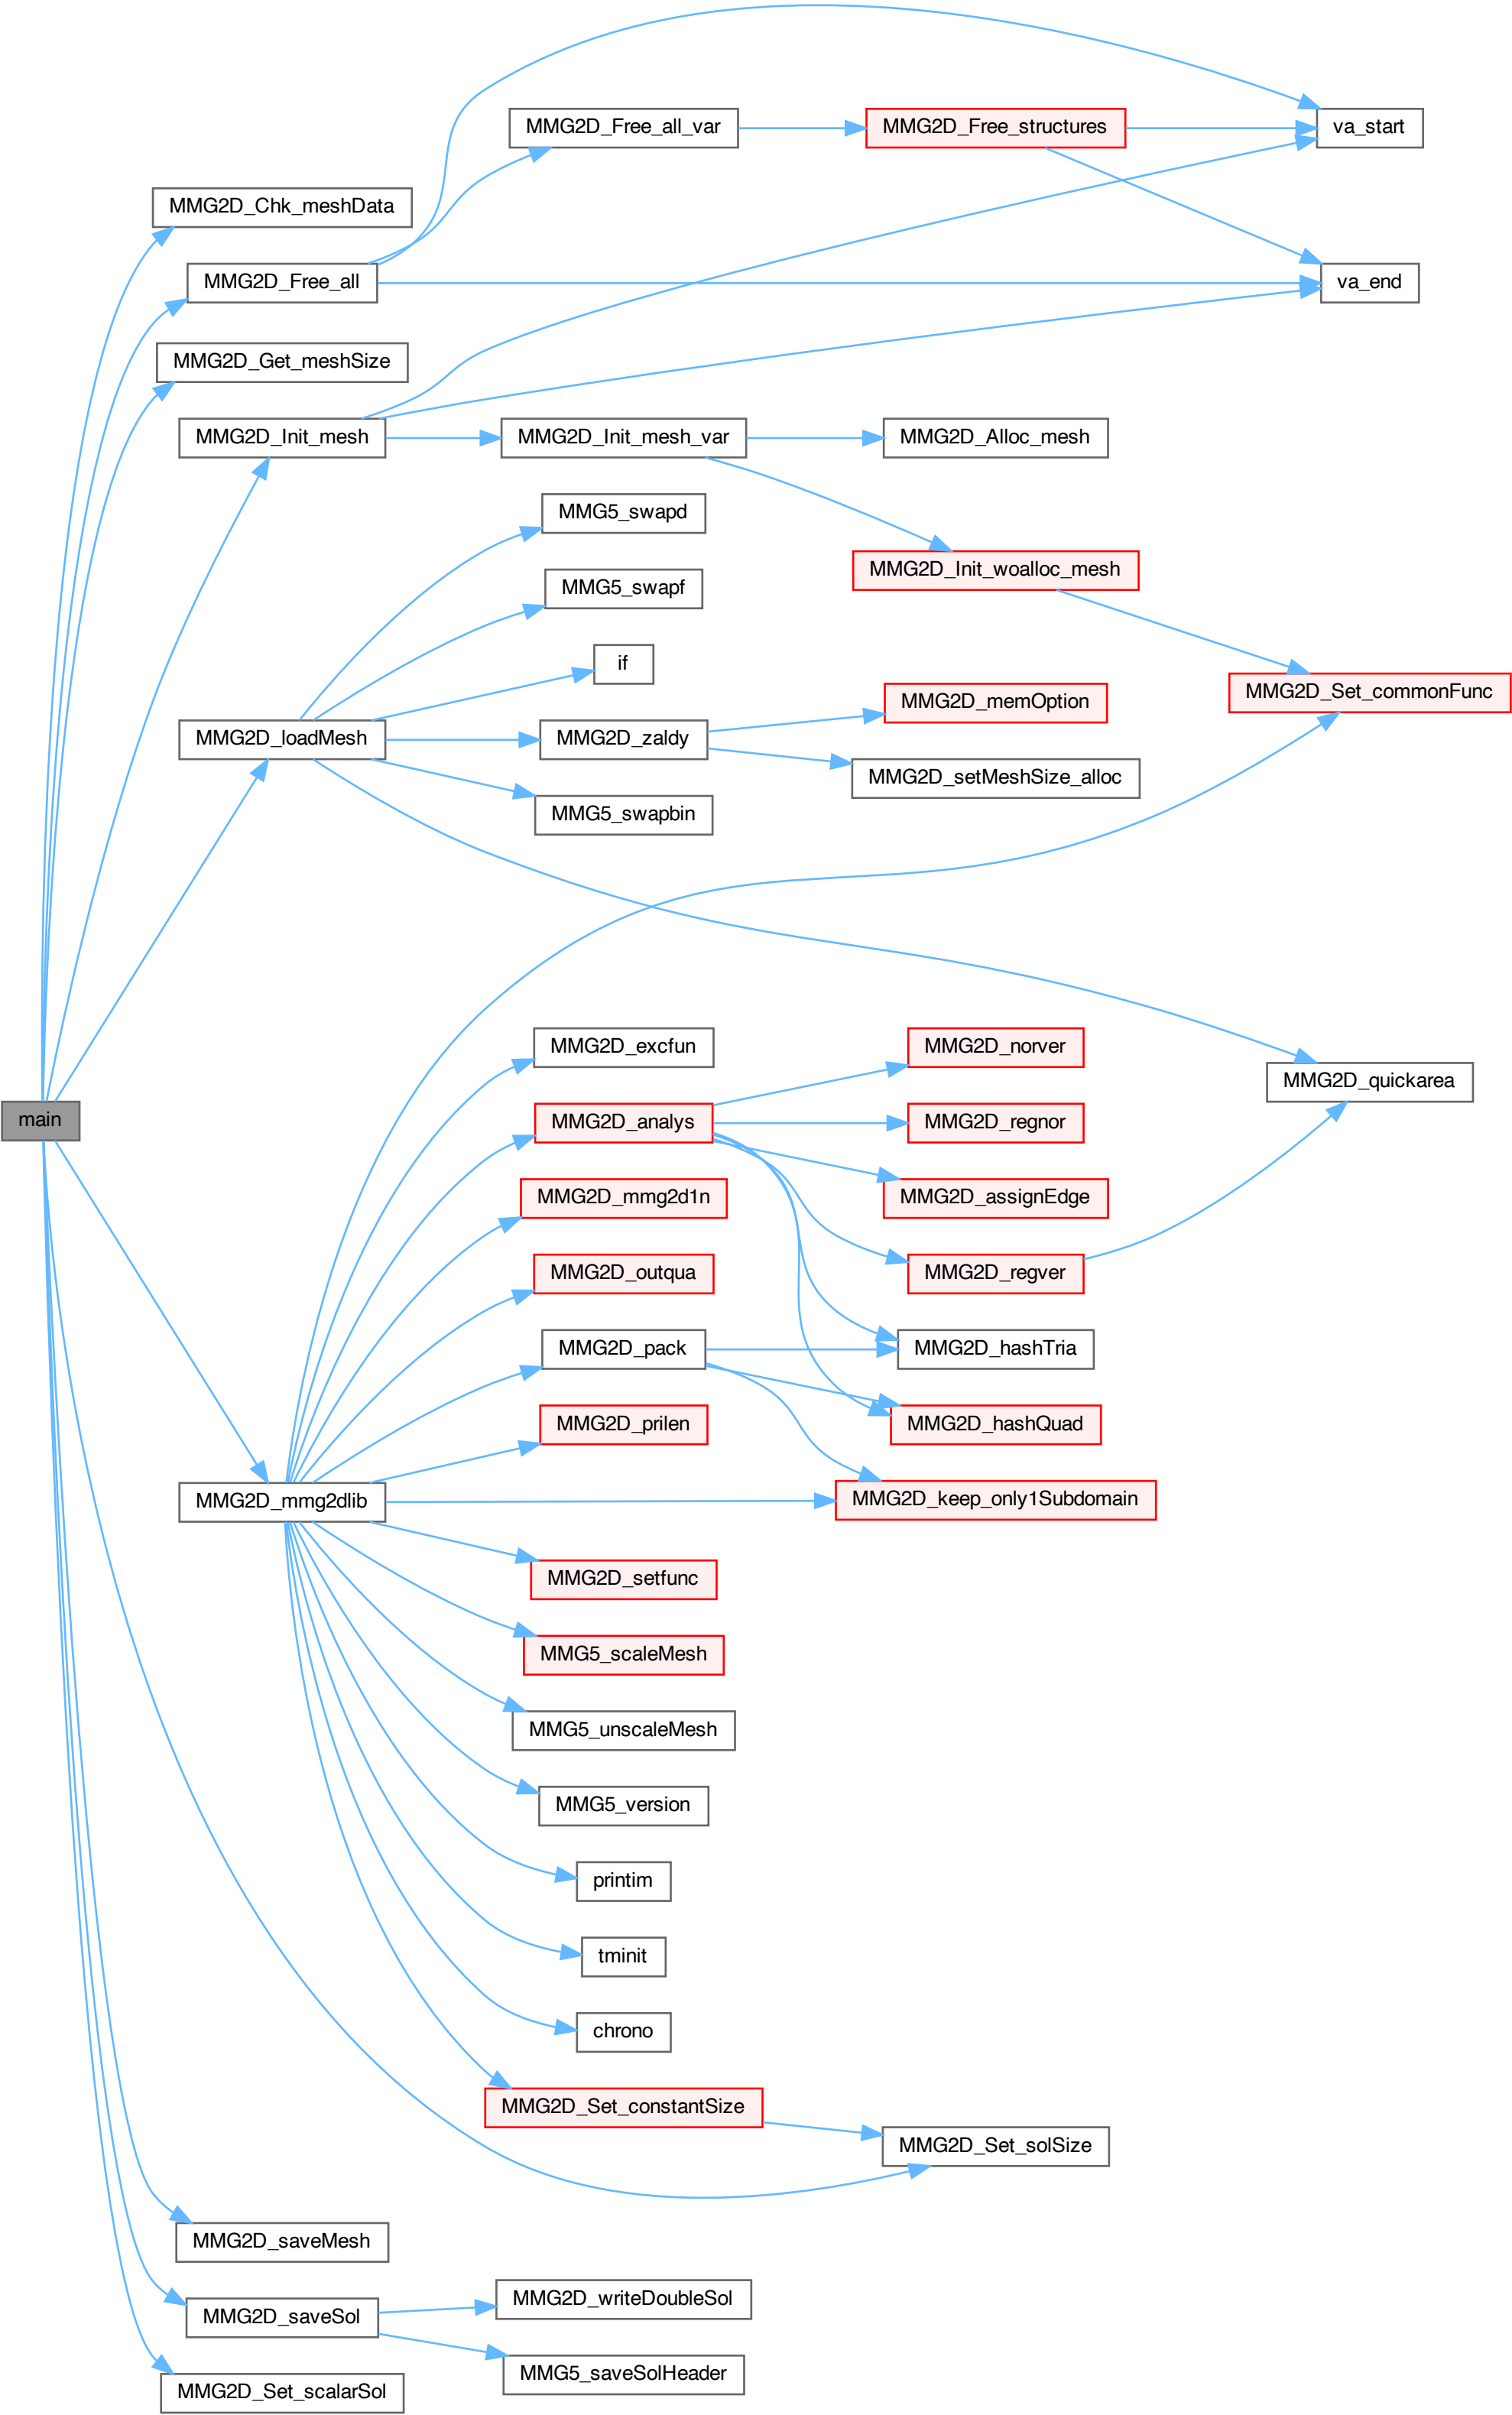 MMG2D_Free_all_var
MMG2D_Free_structures
va_start
MMG2D_Chk_meshData
MMG2D_Free_all
va_end
MMG2D_Get_meshSize
MMG2D_Init_mesh
MMG2D_Init_mesh_var
MMG2D_Alloc_mesh
MMG5_swapd
MMG2D_Init_woalloc_mesh
MMG5_swapf
if
MMG2D_Set_commonFunc
MMG2D_memOption
MMG2D_loadMesh
MMG2D_zaldy
MMG2D_setMeshSize_alloc
MMG5_swapbin
MMG2D_excfun
MMG2D_norver
MMG2D_quickarea
main
MMG2D_analys
MMG2D_regnor
MMG2D_mmg2d1n
MMG2D_assignEdge
MMG2D_outqua
MMG2D_regver
MMG2D_pack
MMG2D_hashTria
MMG2D_prilen
MMG2D_hashQuad
MMG2D_mmg2dlib
MMG2D_keep_only1Subdomain
MMG2D_setfunc
MMG5_scaleMesh
MMG5_unscaleMesh
MMG5_version
printim
tminit
chrono
MMG2D_Set_constantSize
MMG2D_Set_solSize
MMG2D_saveMesh
MMG2D_writeDoubleSol
MMG2D_saveSol
MMG5_saveSolHeader
MMG2D_Set_scalarSol